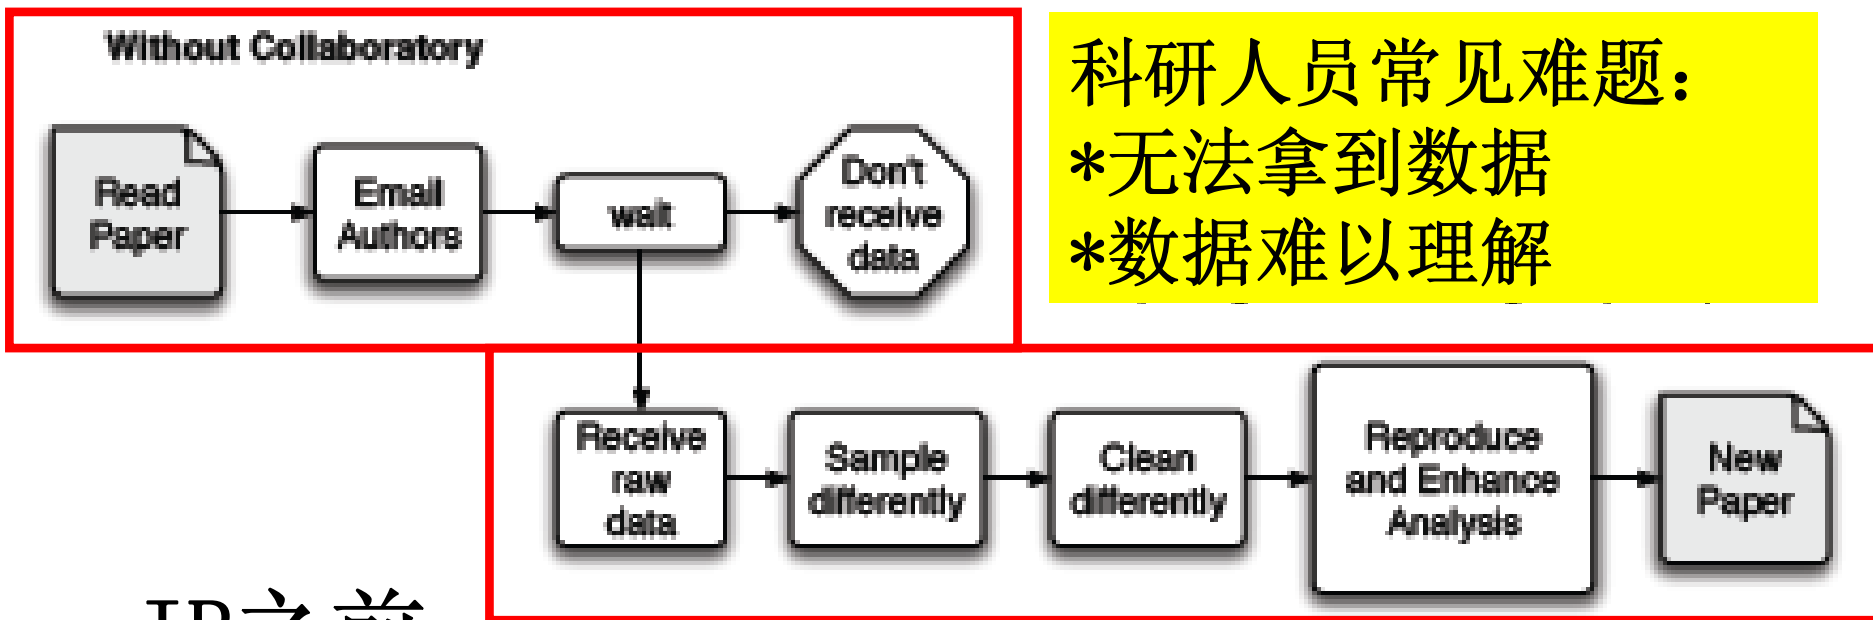 Without Collaboratory
科研人员常见难题：
*无法拿到数据
*数据难以理解
Read
Paper
Email
Authors
wait
Don't
receive
data
Receive
raw
data
Sample
differently
Clean
differently
Reproduce
and Enhance
Analysis
New
Paper
之前